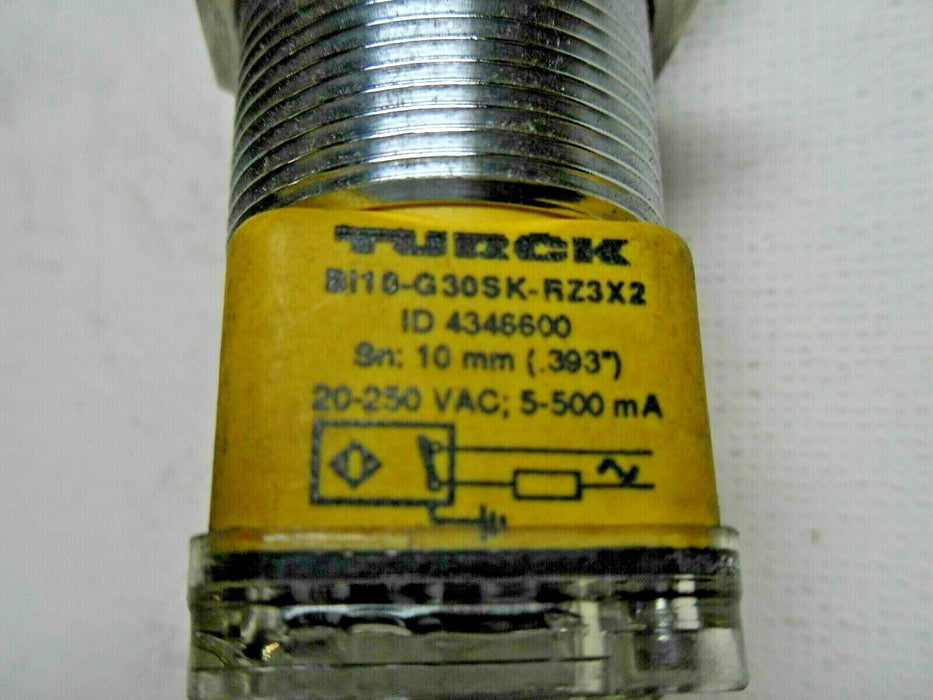 TURCK
BI10-G30SK-RZ3X2
ID 4346600
Sn: 10 mm (.393")
20-250 VAC; 5-500 mA